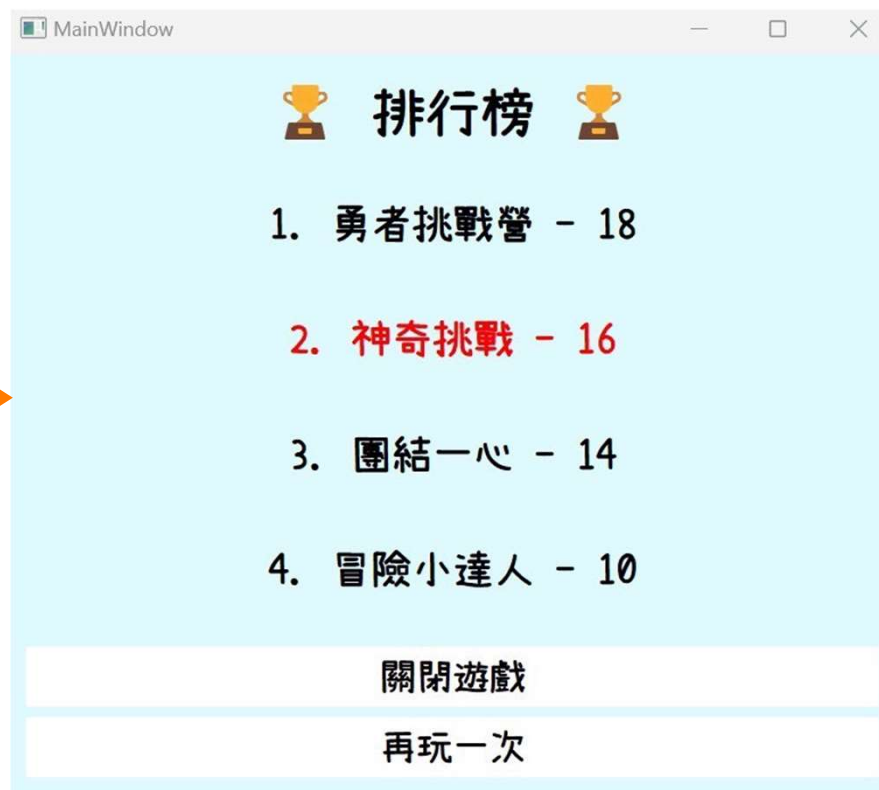 MainWindow
🏆 排行榜 🏆
1. 勇者挑戰營 - 18
2. 神奇挑戰 - 16
3. 團結一心 - 14
4. 冒險小達人 - 10
關閉遊戲
再玩一次